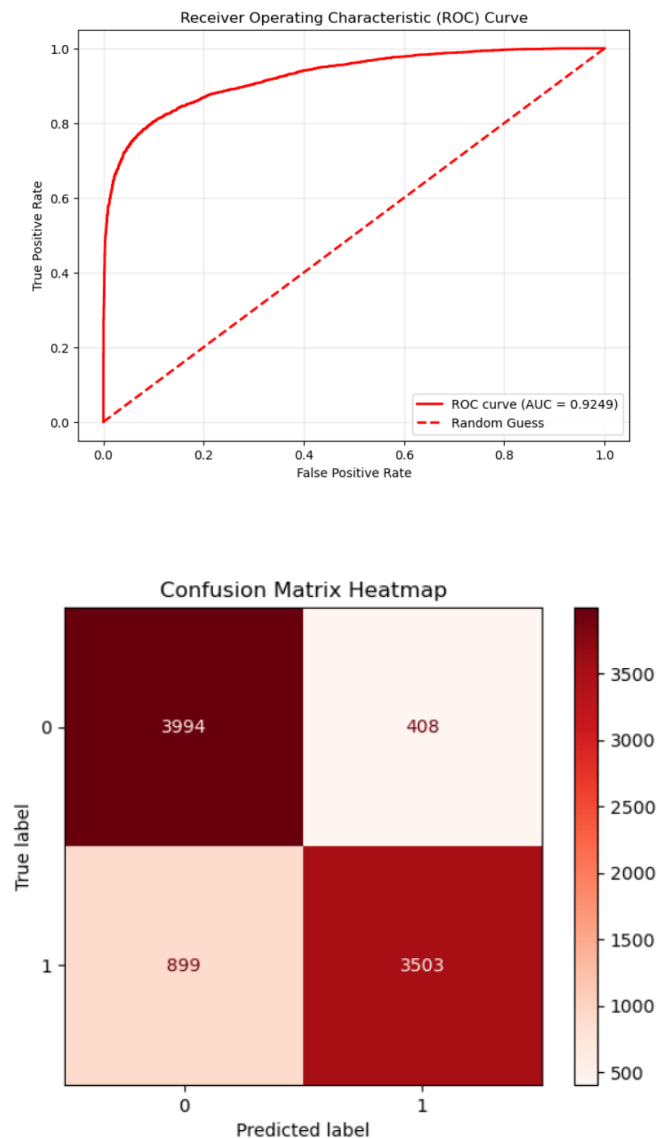 Receiver Operating Characteristic (ROC) Curve
1.0
0.8
0.6
0.4
0.2
0.0
True Positive Rate
ROC curve (AUC = 0.9249)
Random Guess
0.0 0.2 0.4 0.6 0.8 1.0
False Positive Rate
Confusion Matrix Heatmap
True label
0
1
3994 408
899 3503
0 1
Predicted label
3500
3000
2500
2000
1500
1000
500